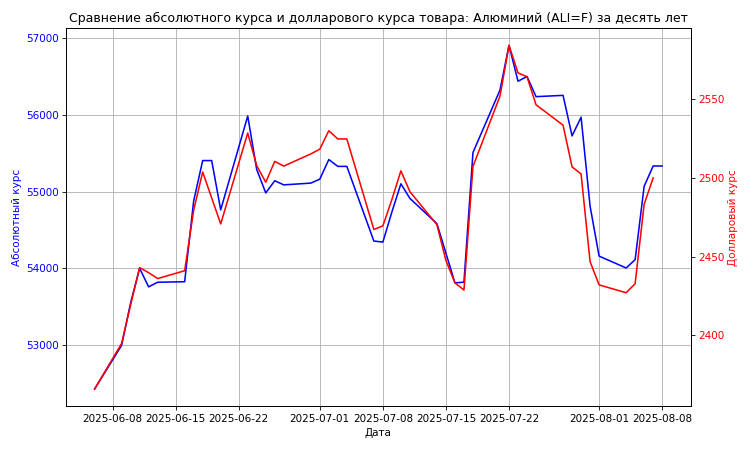 Сравнение абсолютного курса и долларового курса товара: Алюминий (ALI=F) за десять лет
57000
56000
55000
54000
53000
Абсолютный курс
2550
2500
2450
2400
Долларовый курс
2025-06-08 2025-06-15 2025-06-22 2025-07-01 2025-07-08 2025-07-15 2025-07-22 2025-08-01 2025-08-08
Дата